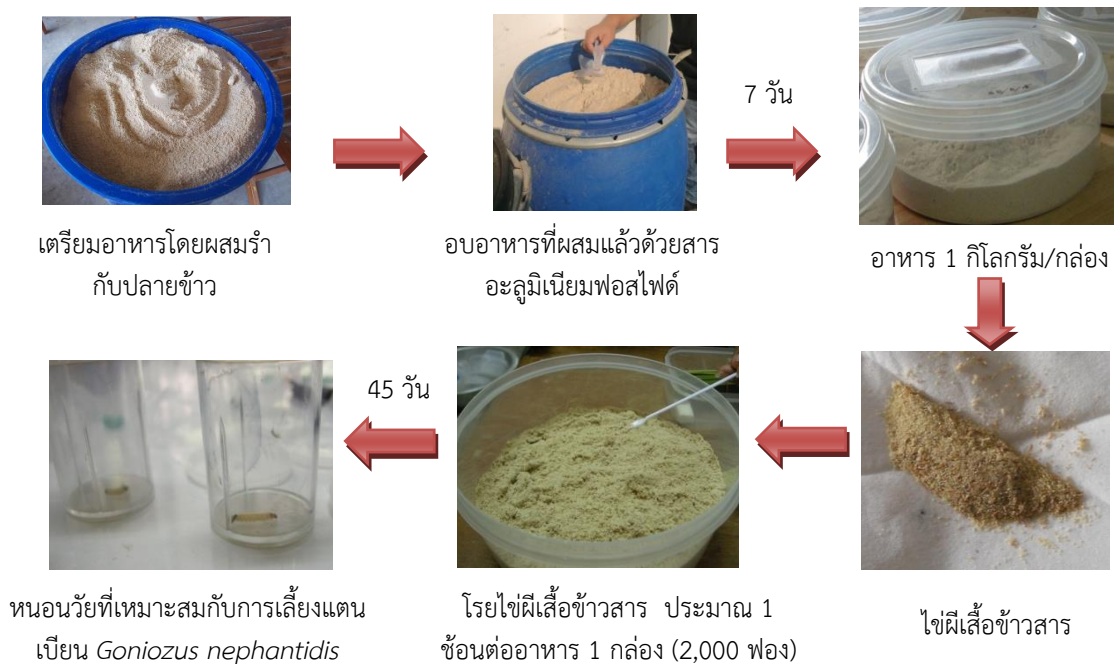 เตรียมอาหารโดยผสมรำ
กับปลายข้าว
อบอาหารที่ผสมแล้วด้วยสาร
อะลูมิเนียมฟอสไฟด์
7 วัน
อาหาร 1 กิโลกรัม/กล่อง
ไข่ผีเสื้อข้าวสาร
โรยไข่ผีเสื้อข้าวสาร ประมาณ 1
ช้อนต่ออาหาร 1 กล่อง (2,000 ฟอง)
45 วัน
หนอนวัยที่เหมาะสมกับการเลี้ยงแตน
เบียน Goniozus nephantidis